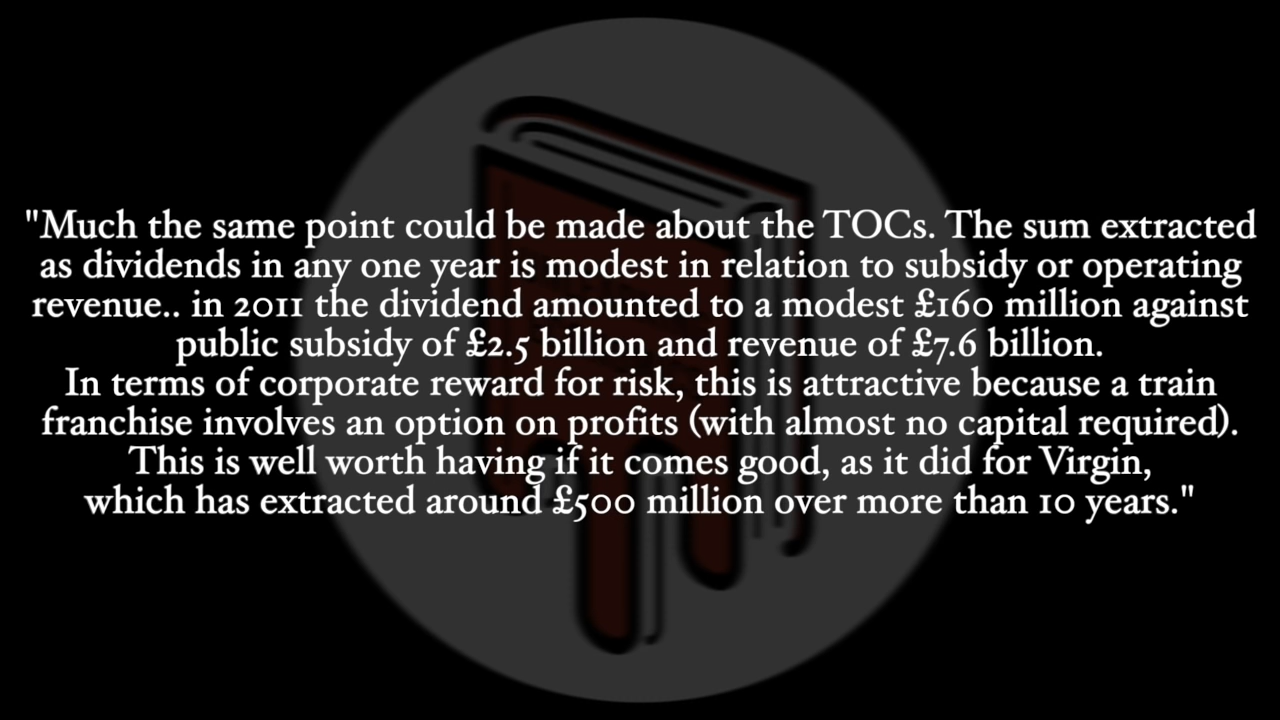 "Much the same point could be made about the TOCs. The sum extracted
as dividends in any one year is modest in relation to subsidy or operating
revenue.. in 2011 the dividend amounted to a modest £160 million against
public subsidy of £2.5 billion and revenue of £7.6 billion.
In terms of corporate reward for risk, this is attractive because a train
franchise involves an option on profits (with almost no capital required).
This is well worth having if it comes good, as it did for Virgin,
which has extracted around £500 million over more than 10 years."